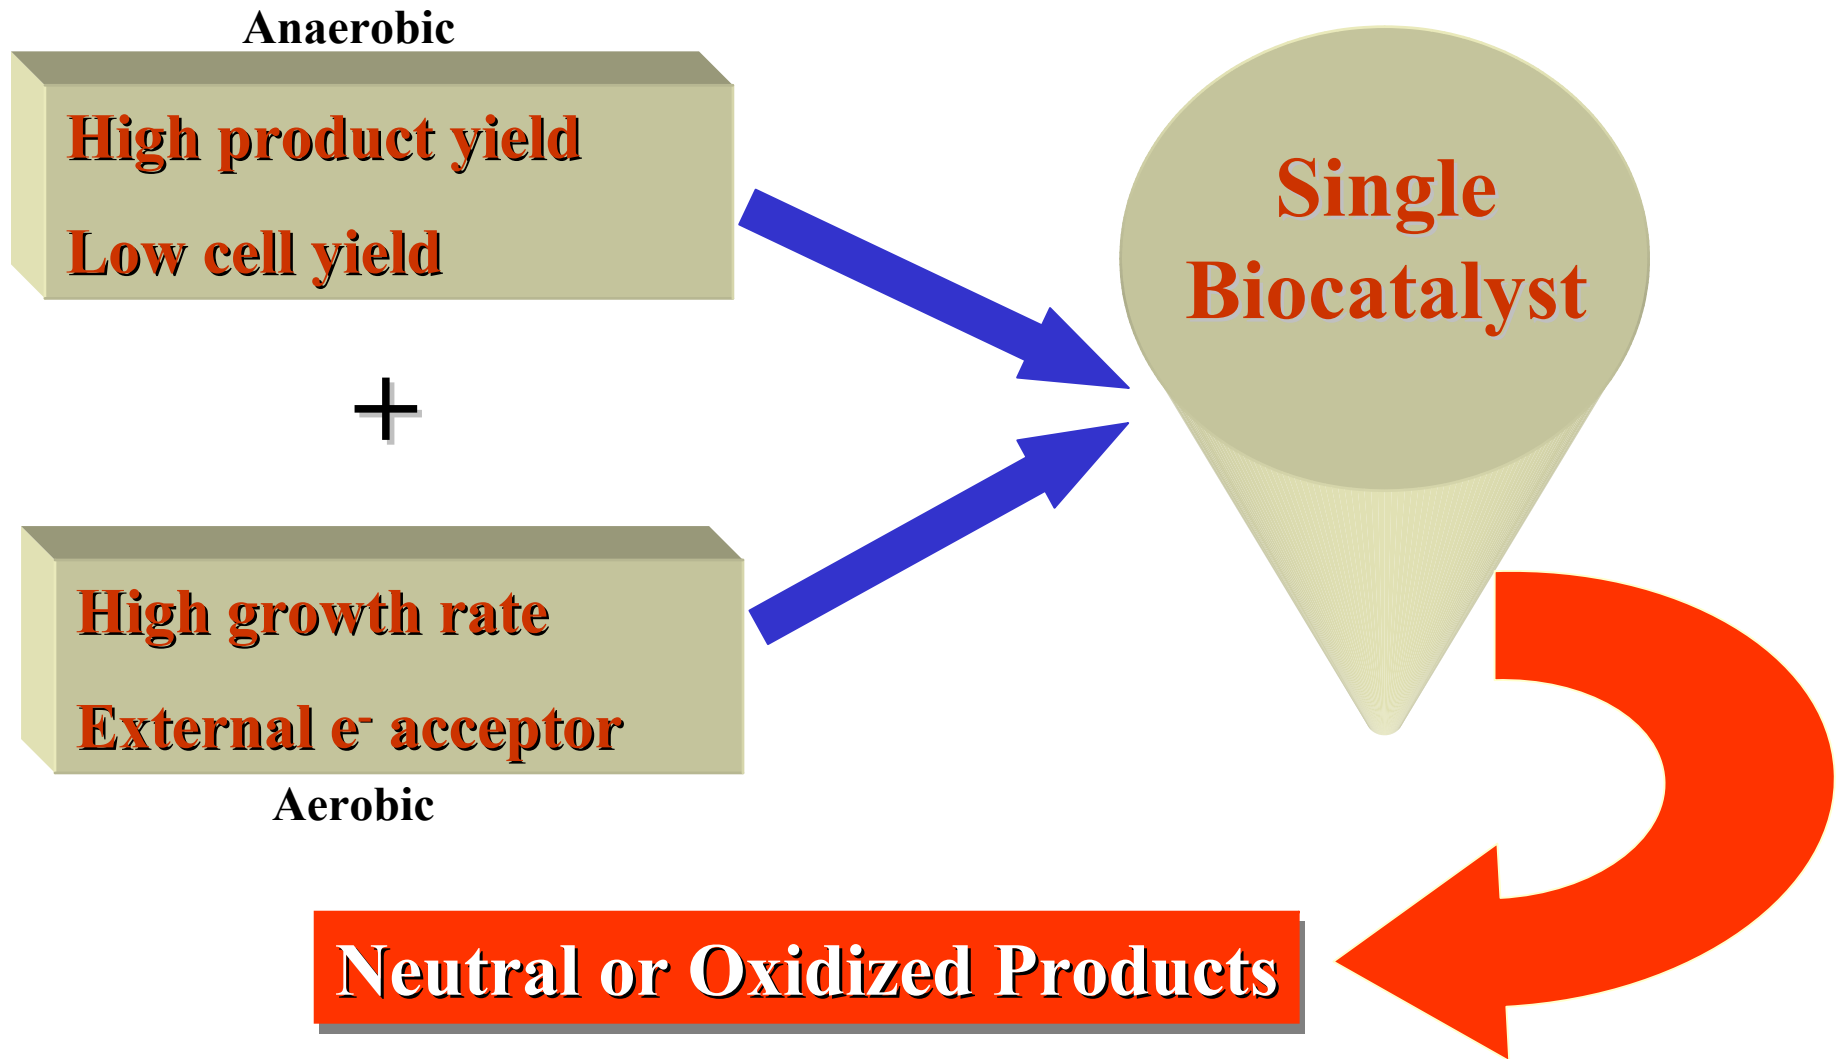 Anaerobic
High product yield
Low cell yield
+
High growth rate
External e⁻ acceptor
Aerobic
Single
Biocatalyst
Neutral or Oxidized Products